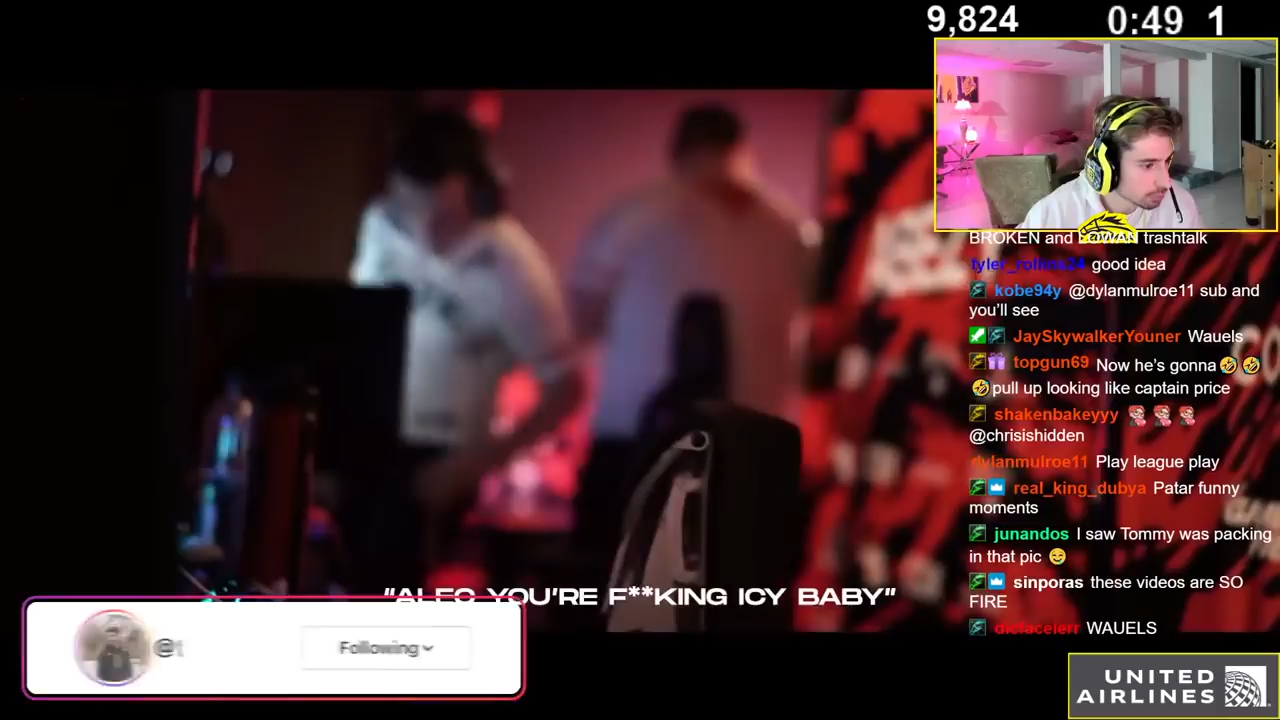 9,824 0:49 1
BROKEN and ROWAN trashtalk
tyler_rollins24 good idea
kobe94y @dylanmulroe11 sub and
you'll see
JaySkywalkerYouner Wauels
topgun69 Now he's gonna🤣🤣
🤣pull up looking like captain price
shakenbakeyyy
@chrisishidden
dylanmulroe11 Play league play
real_king_dubya Patar funny
moments
junandos I saw Tommy was packing
in that pic 😊
sinporas these videos are SO
FIRE
WAUELS
"ALEC YOU'RE F**KING ICY BABY"
Following
UNITED
AIRLINES